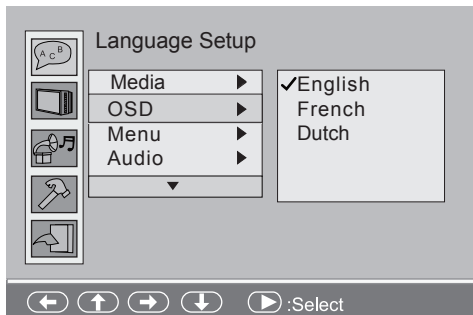 A C B
Language Setup
Media
OSD
Menu
Audio
English
French
Dutch
:Select